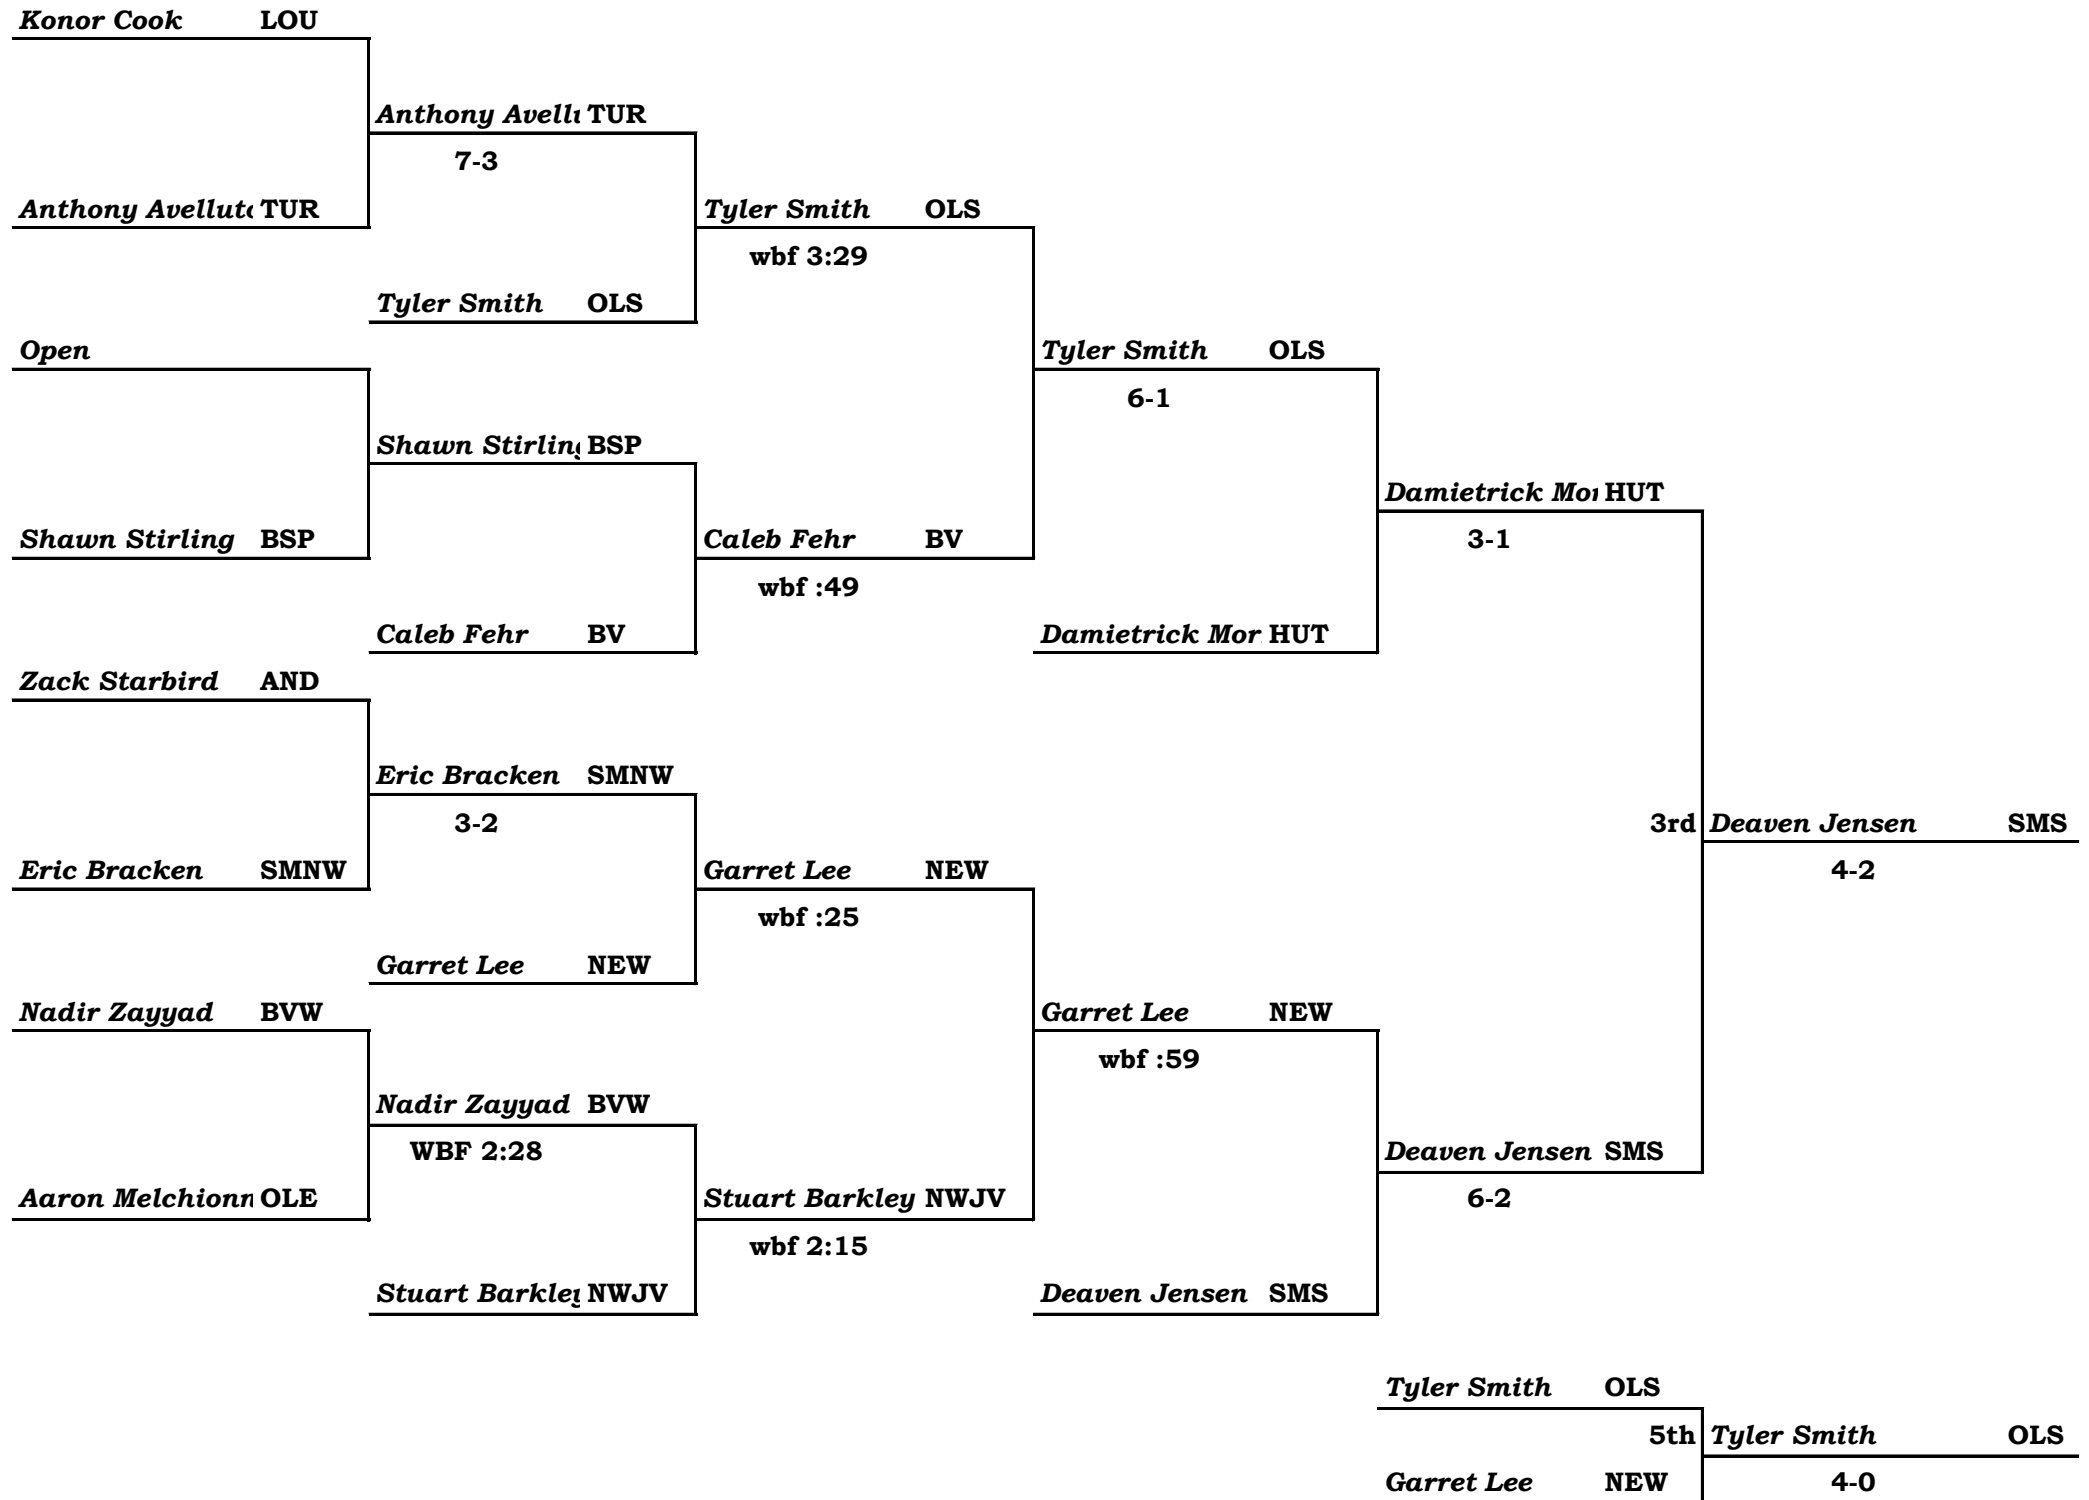 Konor Cook LOU
Anthony Avellu TUR
7-3
Anthony Avellut TUR
Tyler Smith OLS
wbf 3:29
Tyler Smith OLS
Open
Tyler Smith OLS
6-1
Shawn Stirling BSP
Damietrick Mor HUT
Shawn Stirling BSP
Caleb Fehr BV
3-1
wbf :49
Caleb Fehr BV
Damietrick Mor HUT
Zack Starbird AND
Eric Bracken SMNW
3-2
3rd Deaven Jensen SMS
Eric Bracken SMNW
Garret Lee NEW
4-2
wbf :25
Garret Lee NEW
Nadir Zayyad BVW
Garret Lee NEW
wbf :59
Nadir Zayyad BVW
WBF 2:28
Deaven Jensen SMS
Aaron Melchionn OLE
Stuart Barkley NWJV
6-2
wbf 2:15
Stuart Barkley NWJV
Deaven Jensen SMS
Tyler Smith OLS
5th Tyler Smith OLS
Garret Lee NEW
4-0